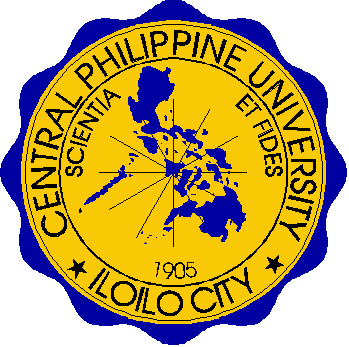 CENTRAL PHILIPPINE UNIVERSITY
SCIENTIA ET FIDES
1905
ILOILO CITY